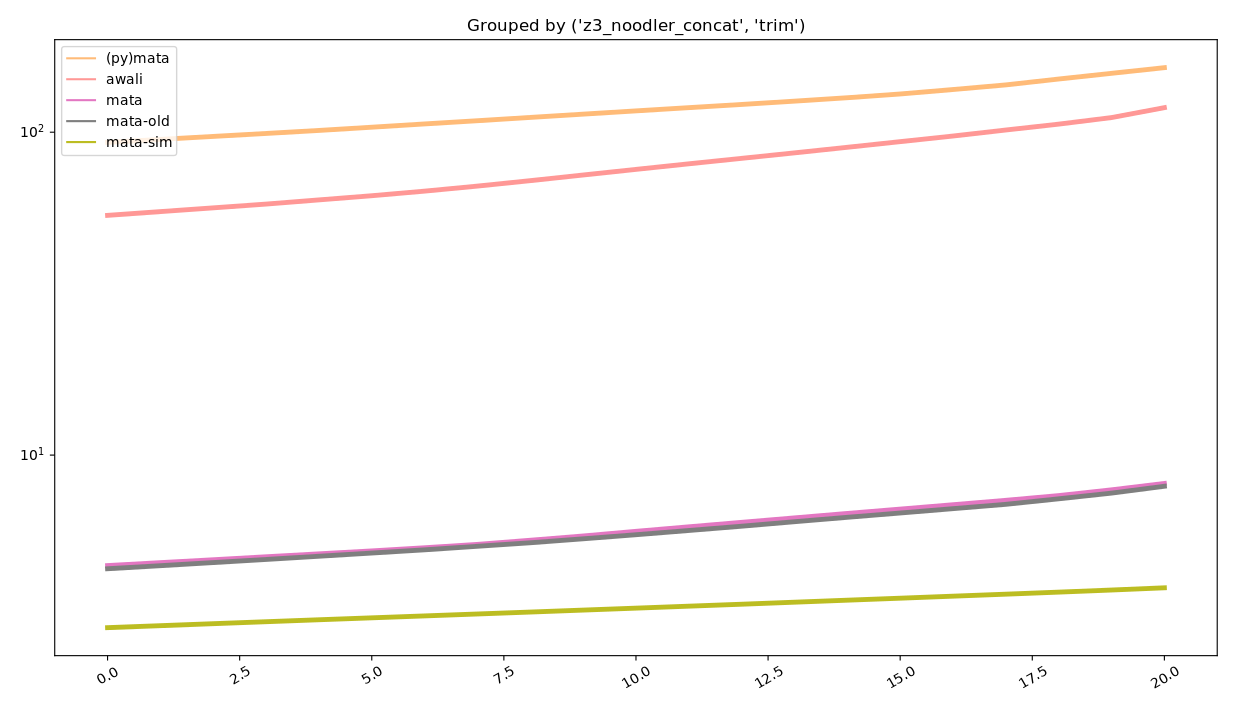 Grouped by ('z3_noodler_concat', 'trim')
(py)mata
awali
mata
mata-old
mata-sim
10²
10¹
0.0
2.5
5.0
7.5
10.0
12.5
15.0
17.5
20.0